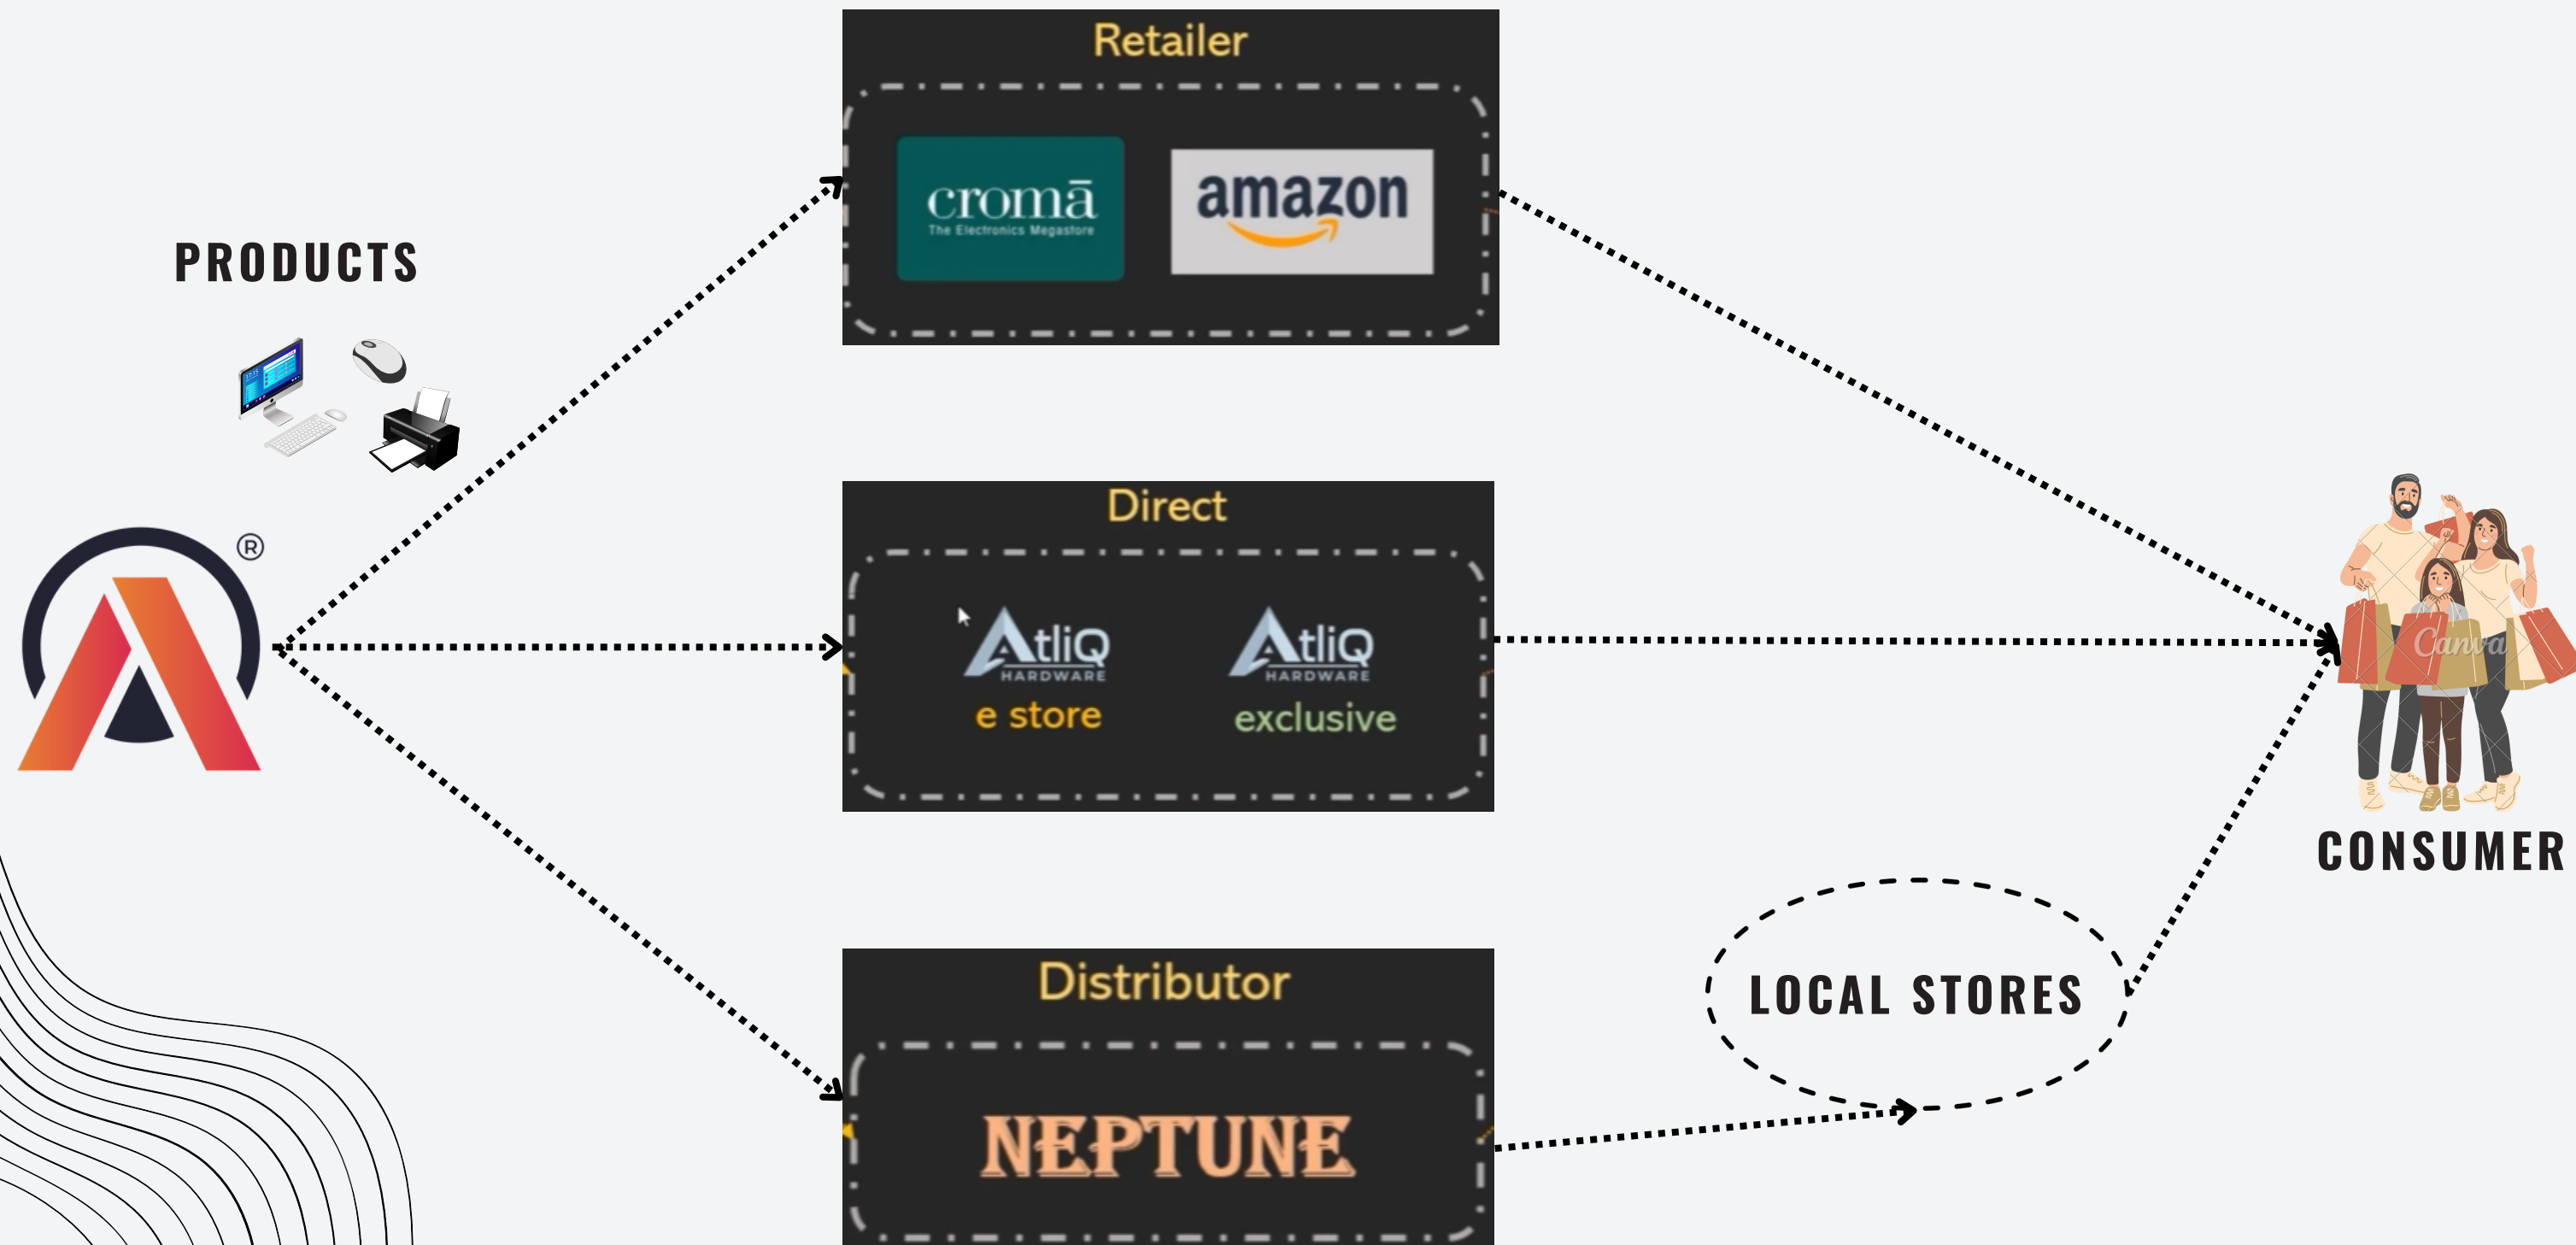 Retailer
cromā
The Electronics Megastore
amazon
PRODUCTS
®
Direct
AtliQ
HARDWARE
e store
AtliQ
HARDWARE
exclusive
Canva
CONSUMER
Distributor
NEPTUNE
LOCAL STORES